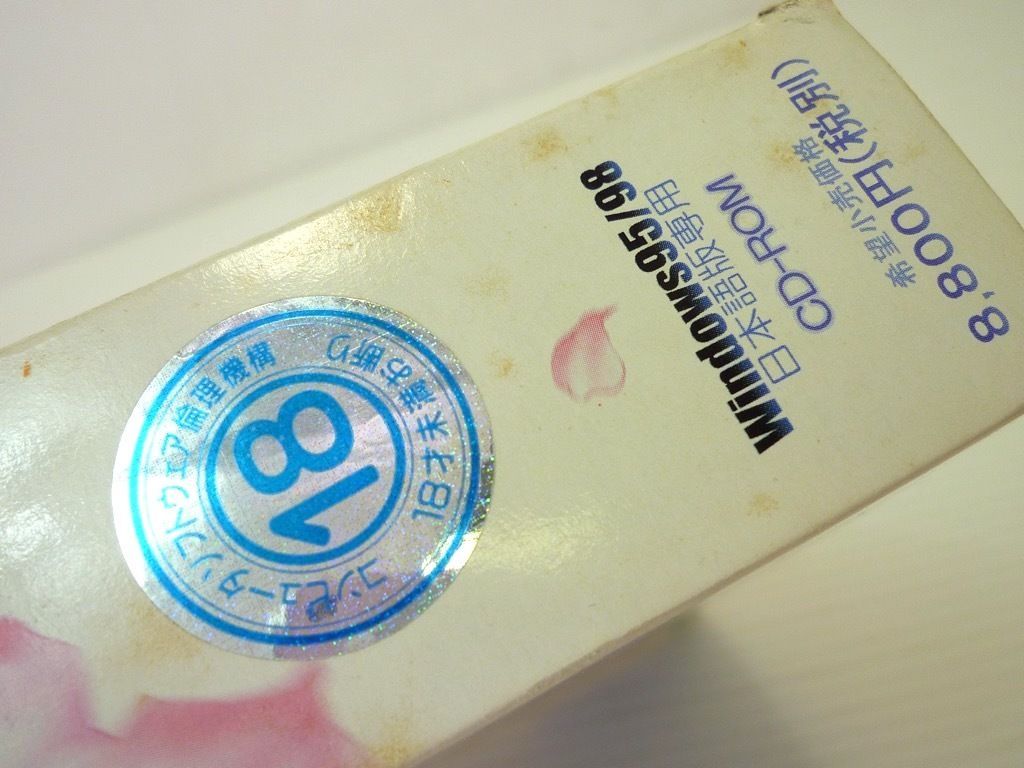 コンピュータソフトウェア倫理機構
18才未満お断り
18
Windows95/98
日本語版専用
CD-ROM
希望小売価格
8,800円(税別)